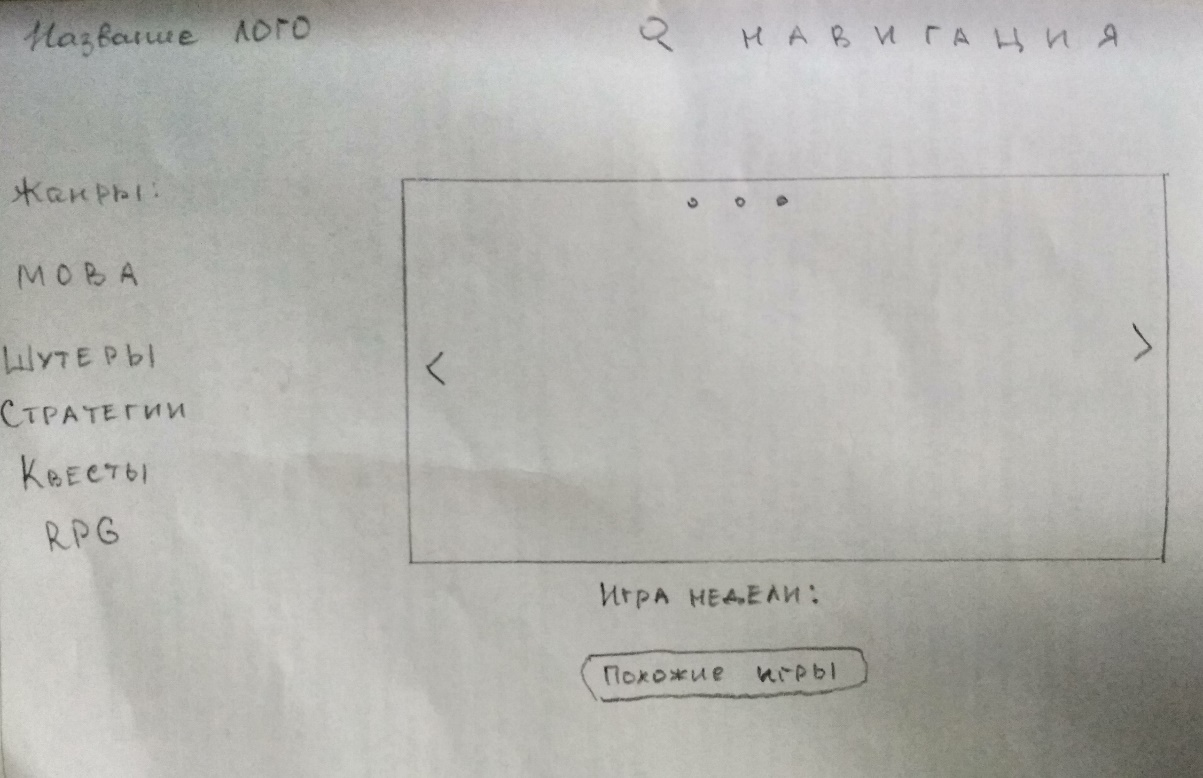 Название ЛОГО
НАВИГАЦИЯ
Жанры:
МОВА
ШУТЕРЫ
СТРАТЕГИИ
КВЕСТЫ
RPG
ИГРА НЕДЕЛИ:
ПОХОЖИЕ ИГРЫ